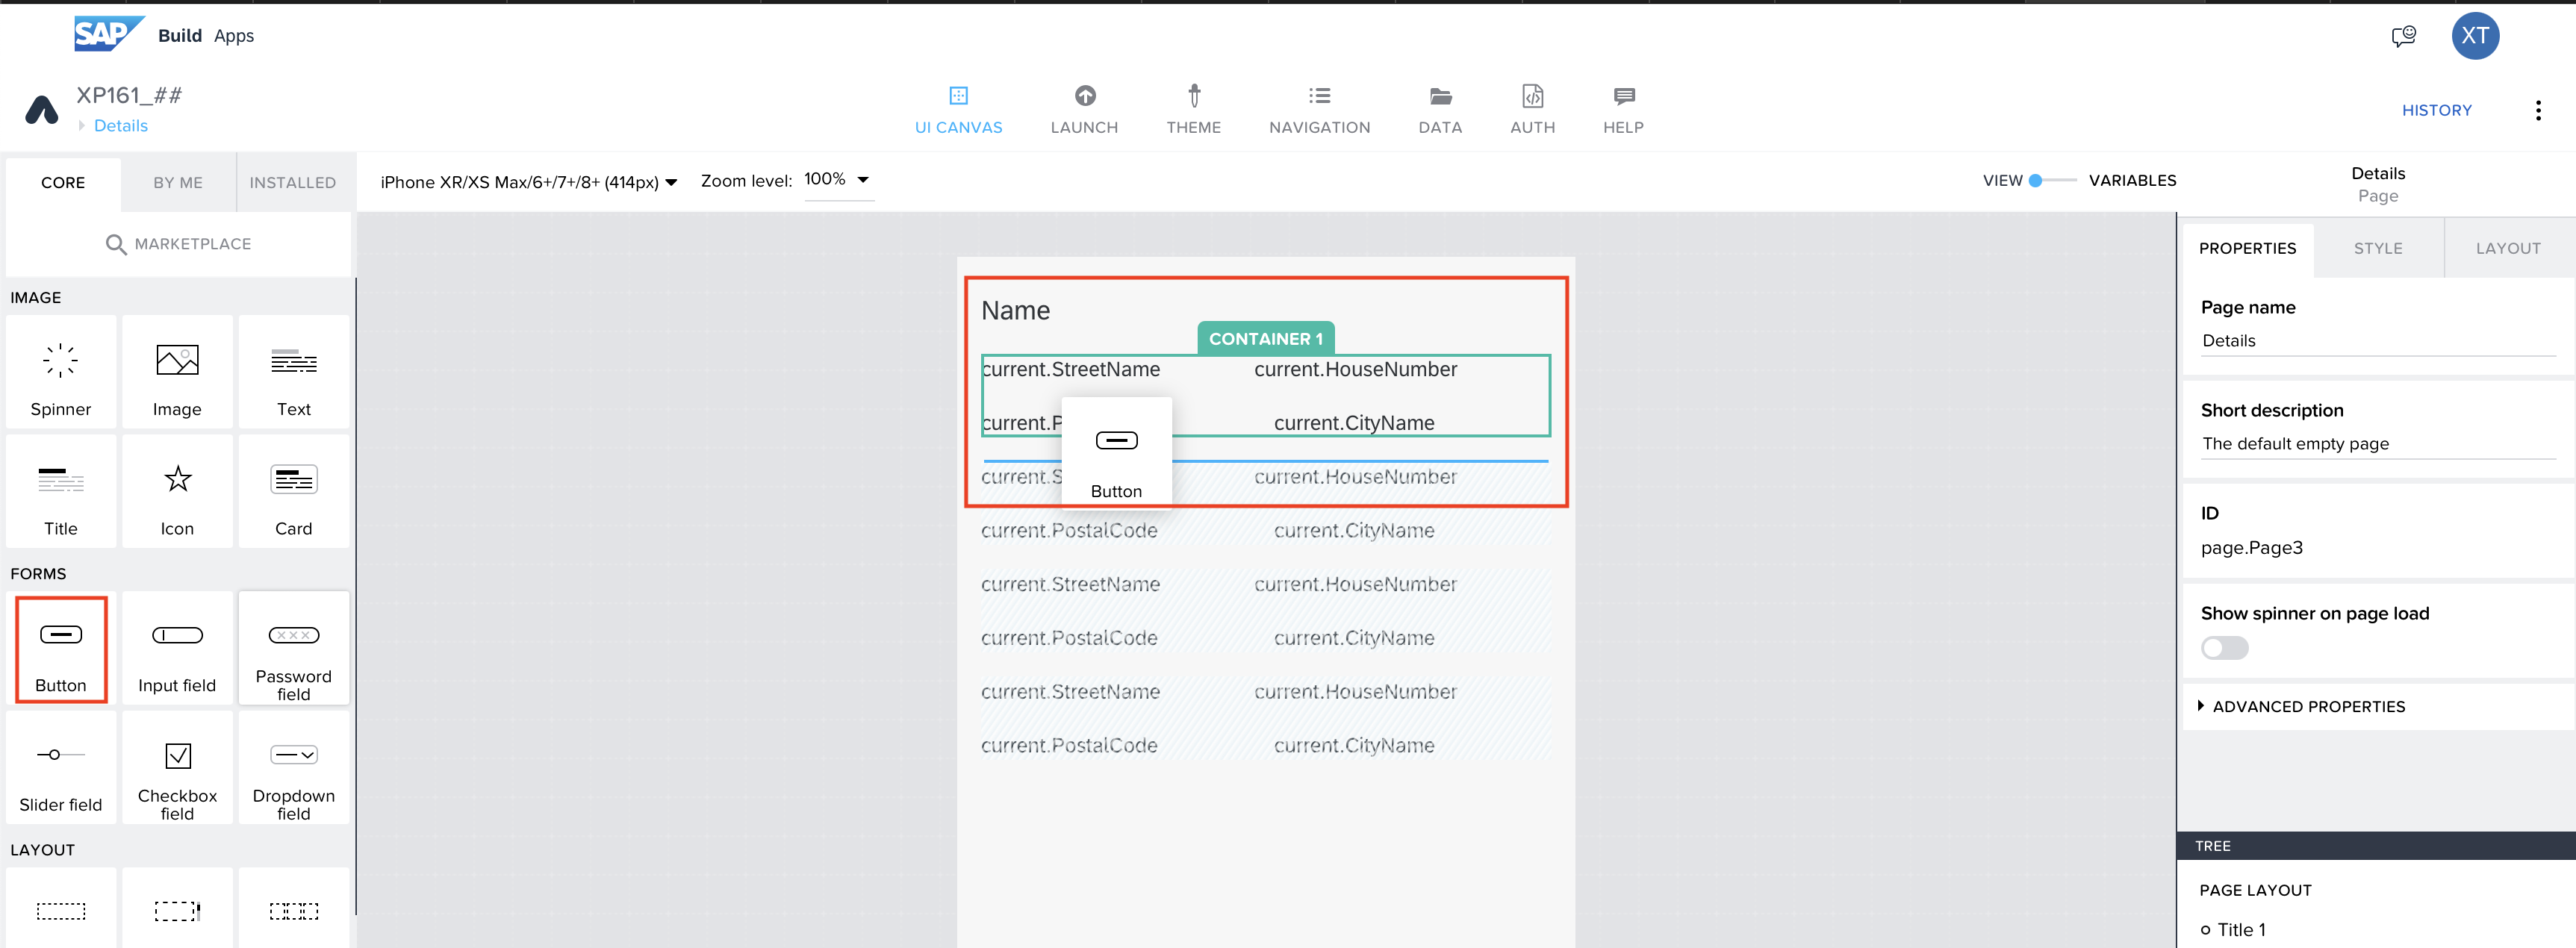 SAP Build Apps
XT
XP161_##
Details
UI CANVAS
LAUNCH
THEME
NAVIGATION
DATA
AUTH
HELP
HISTORY
CORE
BY ME
INSTALLED
iPhone XR/XS Max/6+/7+/8+ (414px)
Zoom level: 100%
VIEW
VARIABLES
Details
Page
MARKETPLACE
IMAGE
Spinner
Image
Text
Title
Icon
Card
FORMS
Button
Input field
Password
field
Slider field
Checkbox
field
Dropdown
field
LAYOUT
Name
CONTAINER 1
current.StreetName current.HouseNumber
current.P current.CityName
Button
current.S current.HouseNumber
current.PostalCode current.CityName
current.StreetName current.HouseNumber
current.PostalCode current.CityName
current.StreetName current.HouseNumber
current.PostalCode current.CityName
PROPERTIES
STYLE
LAYOUT
Page name
Details
Short description
The default empty page
ID
page.Page3
Show spinner on page load
ADVANCED PROPERTIES
TREE
PAGE LAYOUT
Title 1